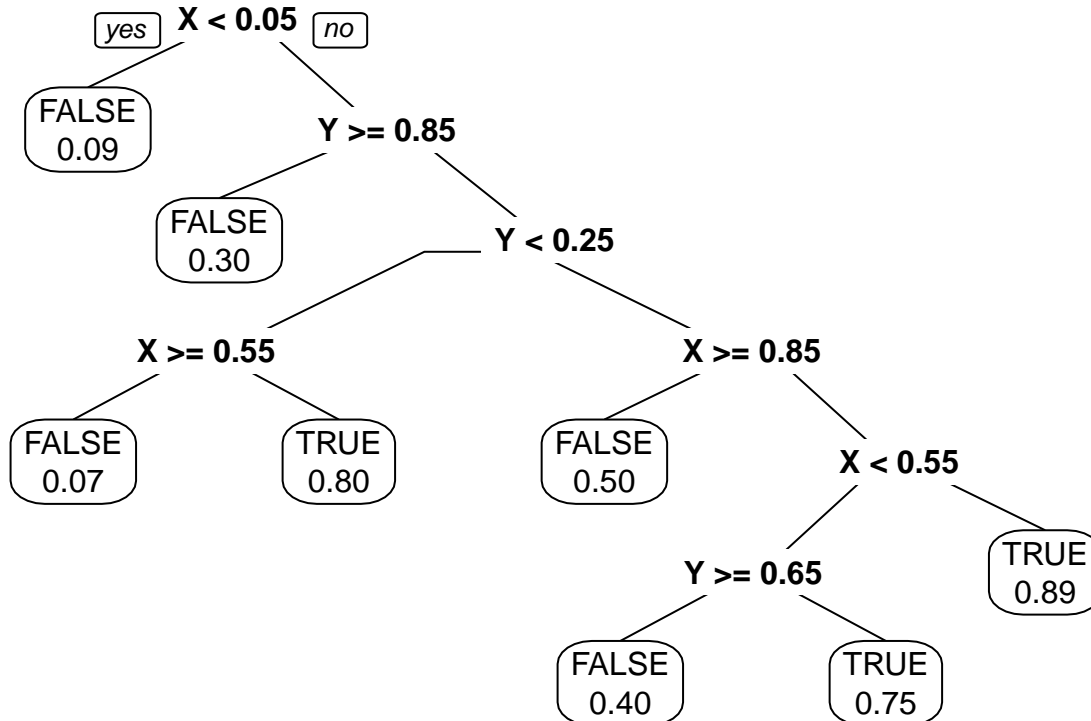 yes X < 0.05 no
FALSE
0.09
Y >= 0.85
FALSE
0.30
Y < 0.25
X >= 0.55
X >= 0.85
FALSE
0.07
TRUE
0.80
FALSE
0.50
X < 0.55
Y >= 0.65
TRUE
0.89
FALSE
0.40
TRUE
0.75